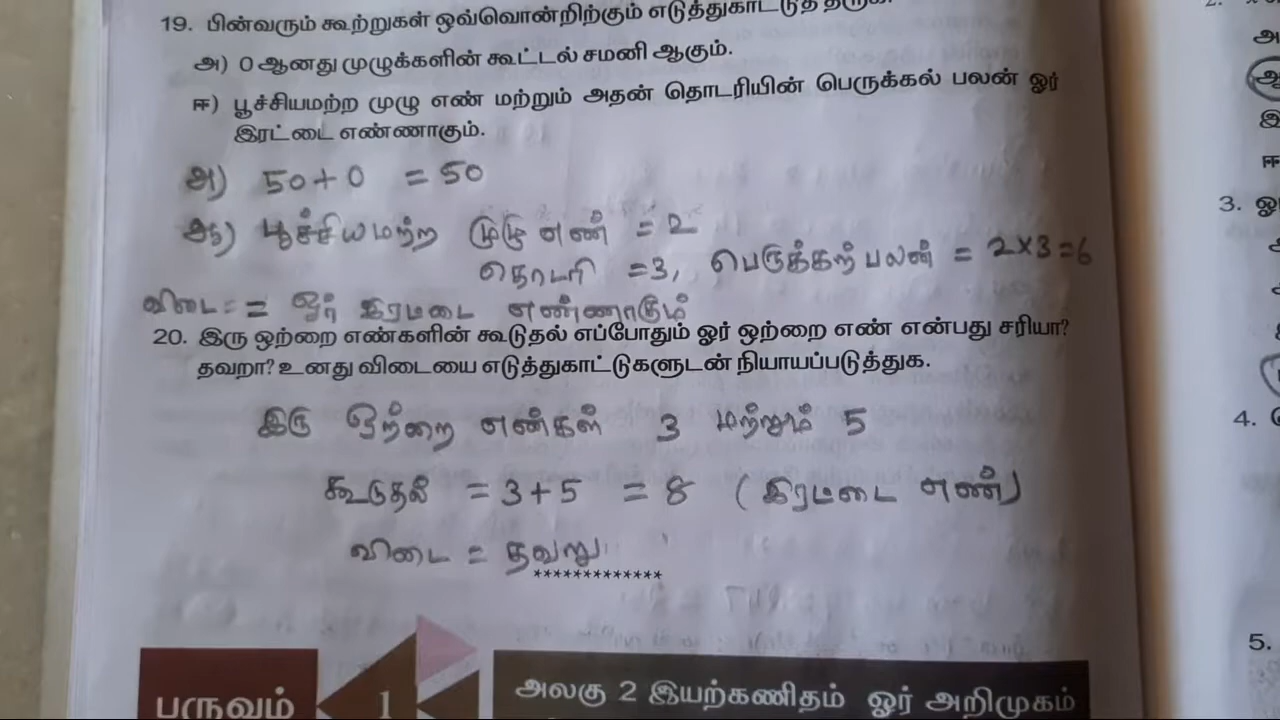 19. பின்வரும் கூற்றுகள் ஒவ்வொன்றிற்கும் எடுத்துகாட்டுத் தருக.
அ) 0 ஆனது முழுக்களின் கூட்டல் சமனி ஆகும்.
ஈ) பூச்சியமற்ற முழு எண் மற்றும் அதன் தொடரியின் பெருக்கல் பலன் ஓர்
இரட்டை எண்ணாகும்.
அ) 50+0 = 50
ஆ) பூச்சியமற்ற முழு எண் = 2
தொடரி =3, பெருக்கற் பலன் = 2×3=6
விடை: = ஓர் இரட்டை எண்ணாகும்
20. இரு ஒற்றை எண்களின் கூடுதல் எப்போதும் ஓர் ஒற்றை எண் என்பது சரியா?
தவறா? உனது விடையை எடுத்துகாட்டுகளுடன் நியாயப்படுத்துக.
இரு ஒற்றை எண்கள் 3 மற்றும் 5
கூடுதல் = 3+5 = 8 (இரட்டை எண்)
விடை = தவறு
*************
பருவம் 1 அலகு 2 இயற்கணிதம் ஓர் அறிமுகம்
2.
3.
4.
5.